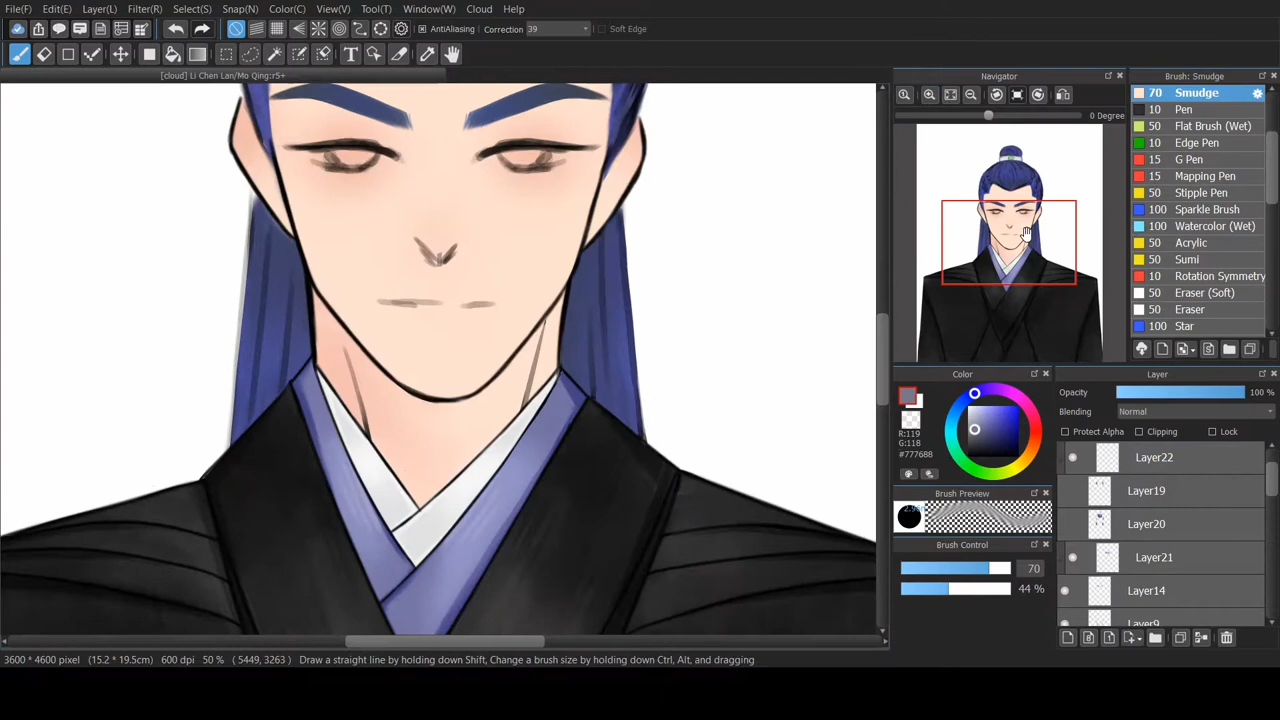 File(F) Edit(E) Layer(L) Filter(R) Select(S) Snap(N) Color(C) View(V) Tool(T) Window(W) Cloud Help
AntiAliasing Correction 39 Soft Edge
[cloud] Li Chen Lan/Mo Qing:r5+
Navigator
0 Degree
Brush: Smudge
70 Smudge
10 Pen
50 Flat Brush (Wet)
10 Edge Pen
15 G Pen
15 Mapping Pen
50 Stipple Pen
100 Sparkle Brush
100 Watercolor (Wet)
50 Acrylic
50 Sumi
10 Rotation Symmetry
50 Eraser (Soft)
50 Eraser
100 Star
Color
R:119
G:118
#777688
Brush Preview
Brush Control
70
44 %
Layer
Opacity 100 %
Blending Normal
Protect Alpha Clipping Lock
Layer22
Layer19
Layer20
Layer21
Layer14
Layer9
3600 * 4600 pixel (15.2 * 19.5cm) 600 dpi 50 % ( 5449, 3263) Draw a straight line by holding down Shift, Change a brush size by holding down Ctrl, Alt, and dragging